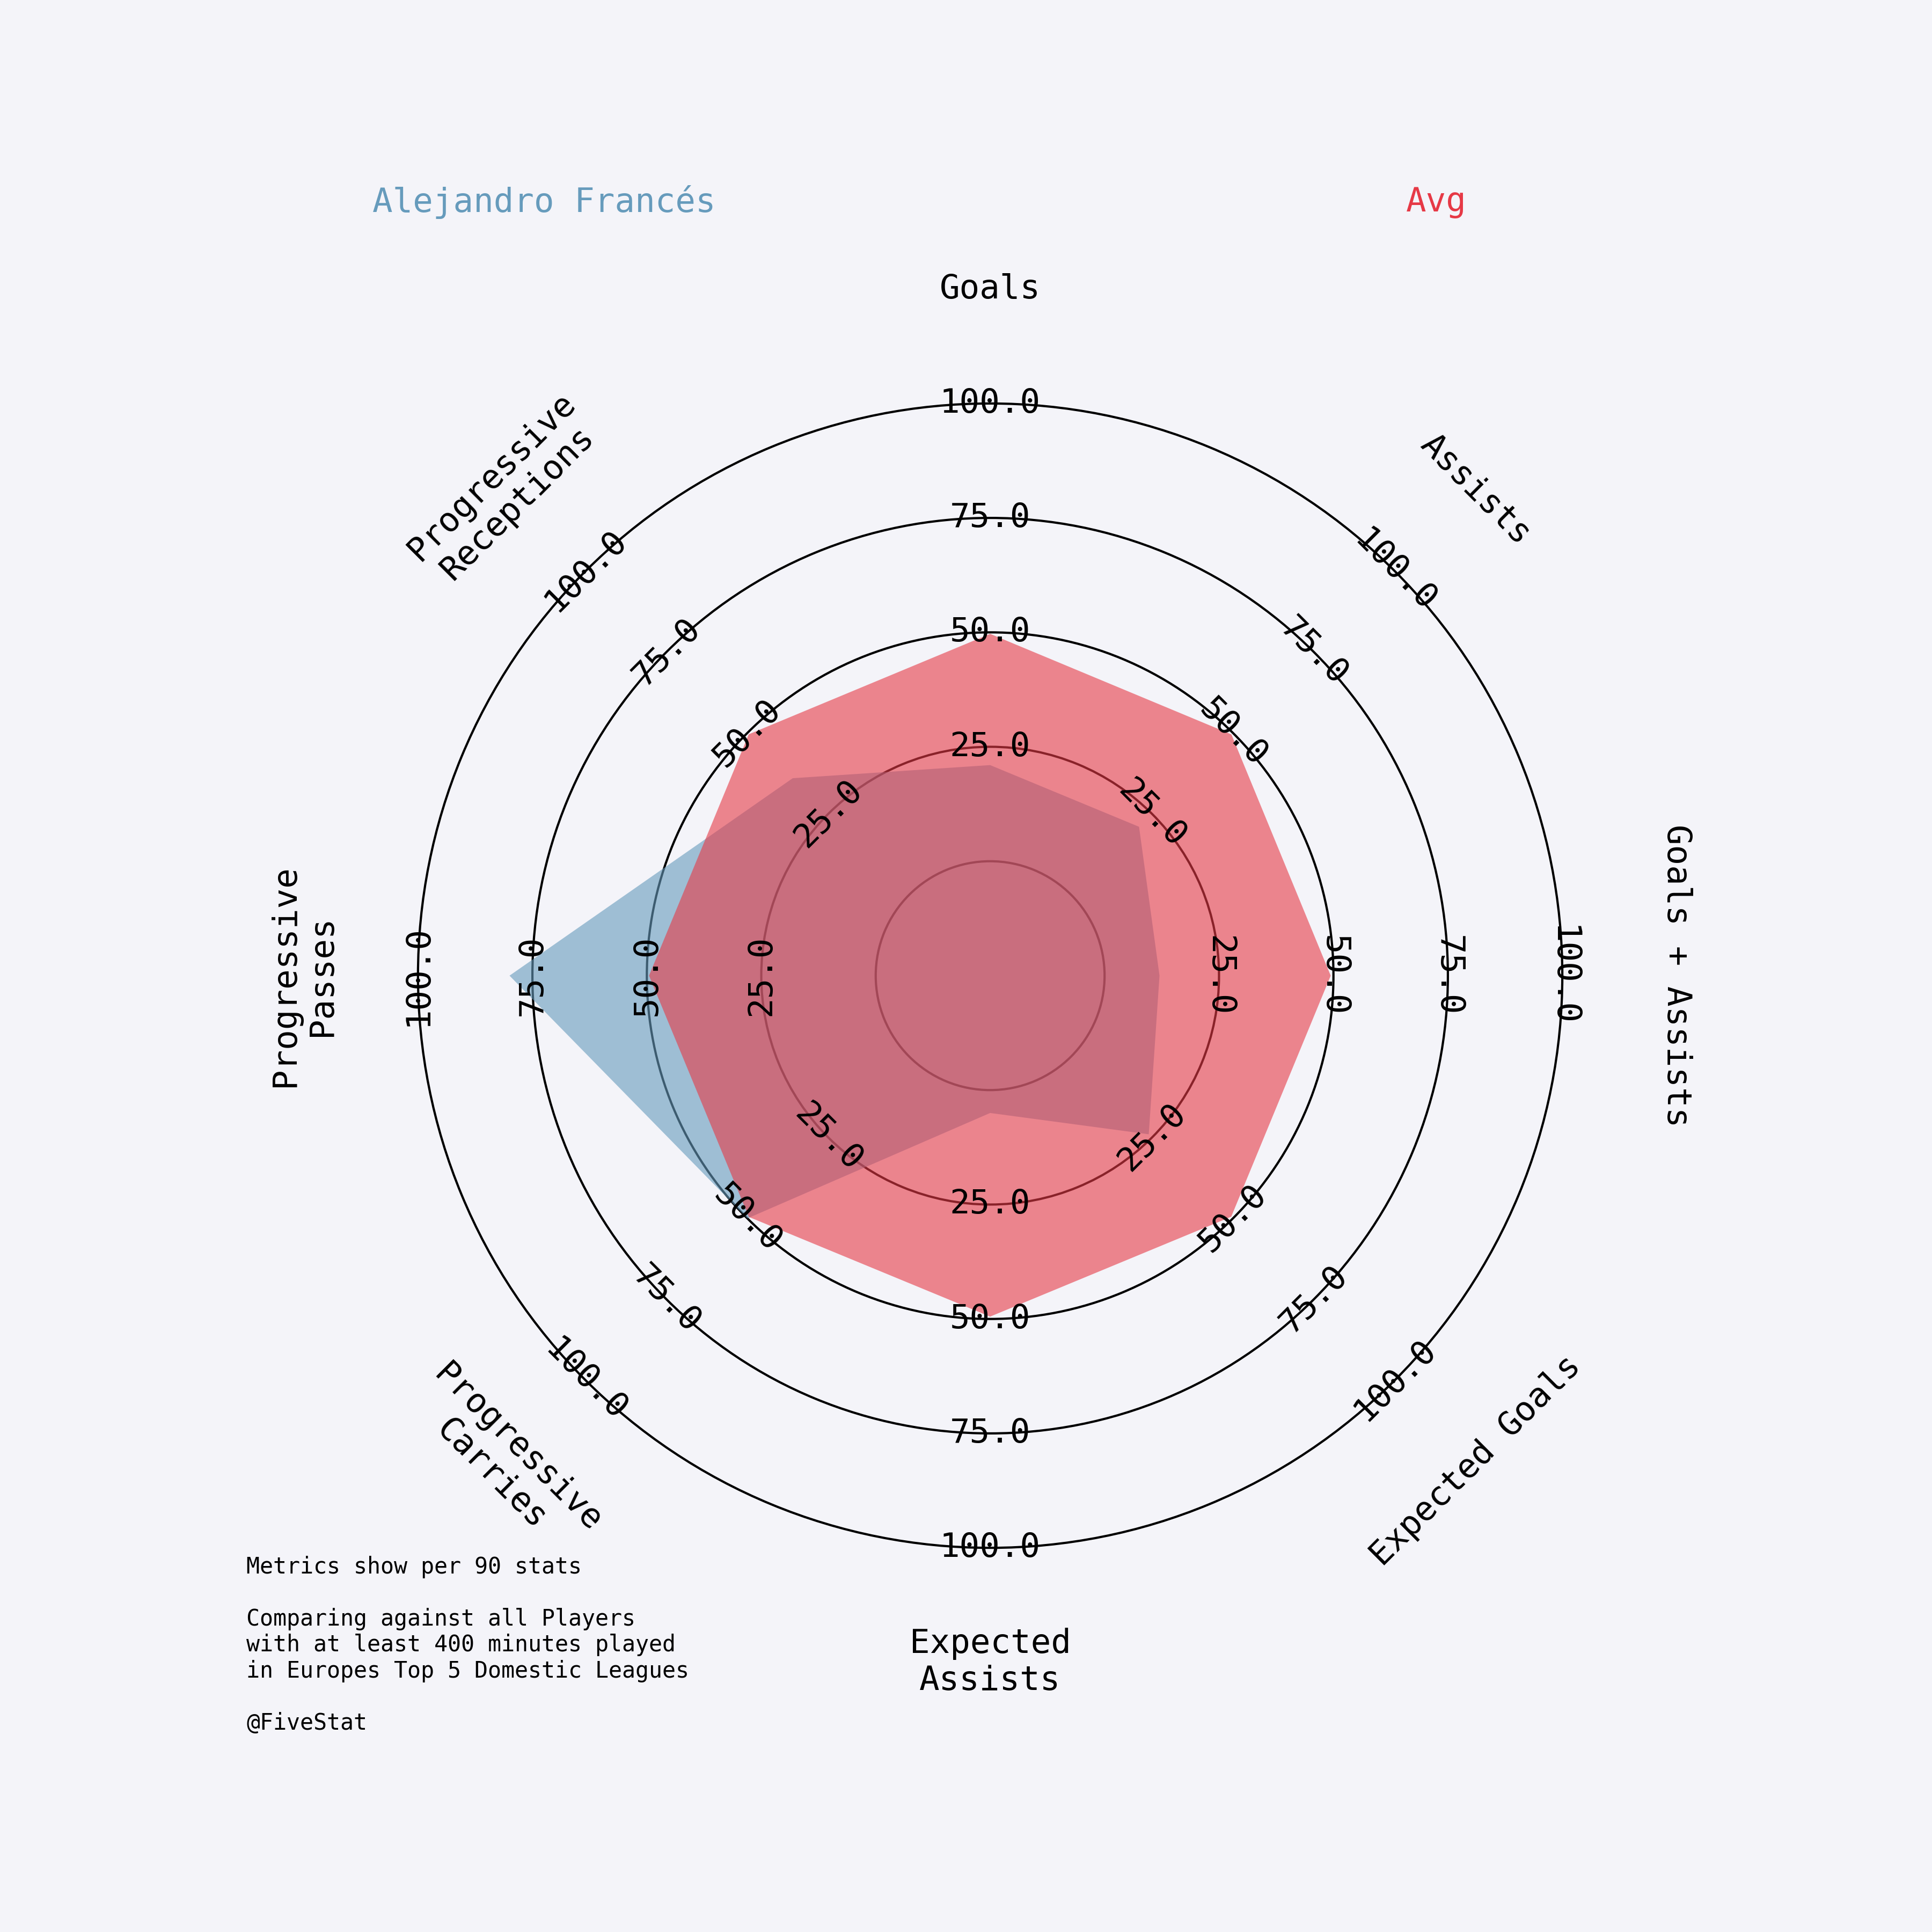 Alejandro Francés
Avg
Goals
Assists
Goals + Assists
Expected Goals
Expected
Assists
Progressive
Carries
Progressive
Passes
Progressive
Receptions
100.0
75.0
50.0
25.0
100.0
75.0
50.0
25.0
100.0
75.0
50.0
25.0
100.0
75.0
50.0
25.0
25.0
50.0
75.0
100.0
25.0
50.0
75.0
100.0
100.0
75.0
50.0
25.0
100.0
75.0
50.0
25.0
Metrics show per 90 stats
Comparing against all Players
with at least 400 minutes played
in Europes Top 5 Domestic Leagues
@FiveStat